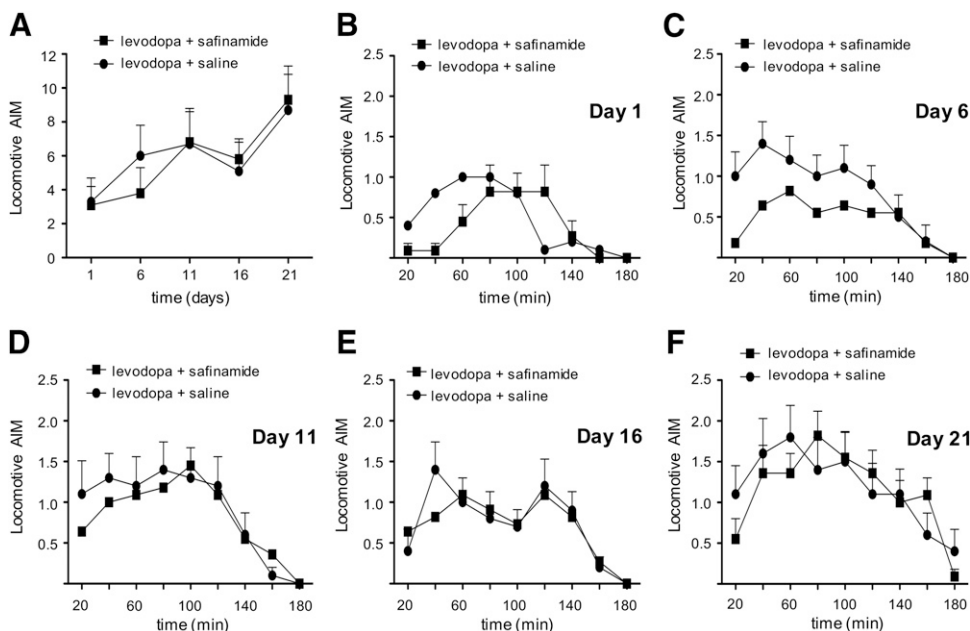 A
levodopa + safinamide
levodopa + saline
Locomotive AIM
12
10
8
6
4
2
0
1 6 11 16 21
time (days)
B
levodopa + safinamide
levodopa + saline
Day 1
Locomotive AIM
2.5
2.0
1.5
1.0
0.5
20 60 100 140 180
time (min)
C
levodopa + safinamide
levodopa + saline
Day 6
Locomotive AIM
2.5
2.0
1.5
1.0
0.5
20 60 100 140 180
time (min)
D
levodopa + safinamide
levodopa + saline
Day 11
Locomotive AIM
2.5
2.0
1.5
1.0
0.5
20 60 100 140 180
time (min)
E
levodopa + safinamide
levodopa + saline
Day 16
Locomotive AIM
2.5
2.0
1.5
1.0
0.5
20 60 100 140 180
time (min)
F
levodopa + safinamide
levodopa + saline
Day 21
Locomotive AIM
2.5
2.0
1.5
1.0
0.5
20 60 100 140 180
time (min)